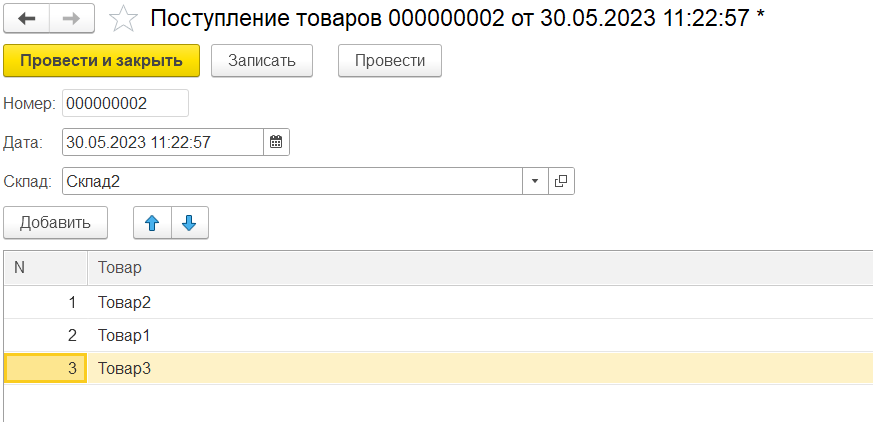 Поступление товаров 000000002 от 30.05.2023 11:22:57 *
Провести и закрыть Записать Провести
Номер: 000000002
Дата: 30.05.2023 11:22:57
Склад: Склад2
Добавить
N Товар
1 Товар2
2 Товар1
3 Товар3